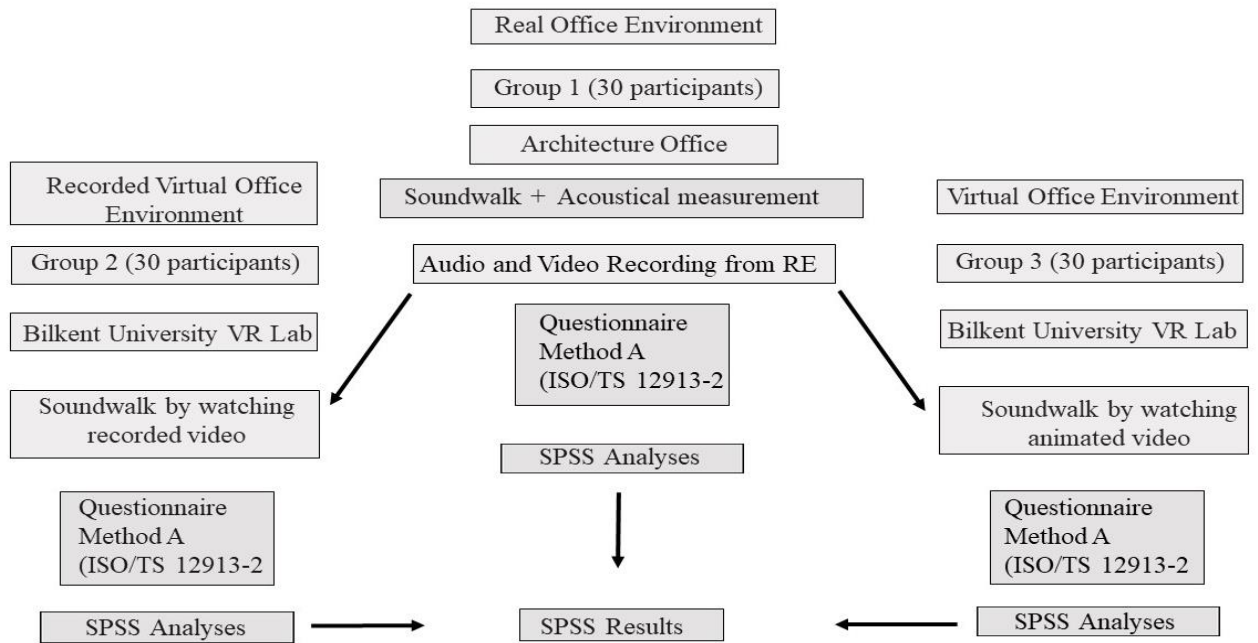 Real Office Environment
Group 1 (30 participants)
Architecture Office
Soundwalk + Acoustical measurement
Audio and Video Recording from RE
Questionnaire
Method A
(ISO/TS 12913-2
SPSS Analyses
Recorded Virtual Office
Environment
Group 2 (30 participants)
Bilkent University VR Lab
Soundwalk by watching
recorded video
Questionnaire
Method A
(ISO/TS 12913-2
SPSS Analyses
Virtual Office Environment
Group 3 (30 participants)
Bilkent University VR Lab
Soundwalk by watching
animated video
Questionnaire
Method A
(ISO/TS 12913-2
SPSS Analyses
SPSS Results